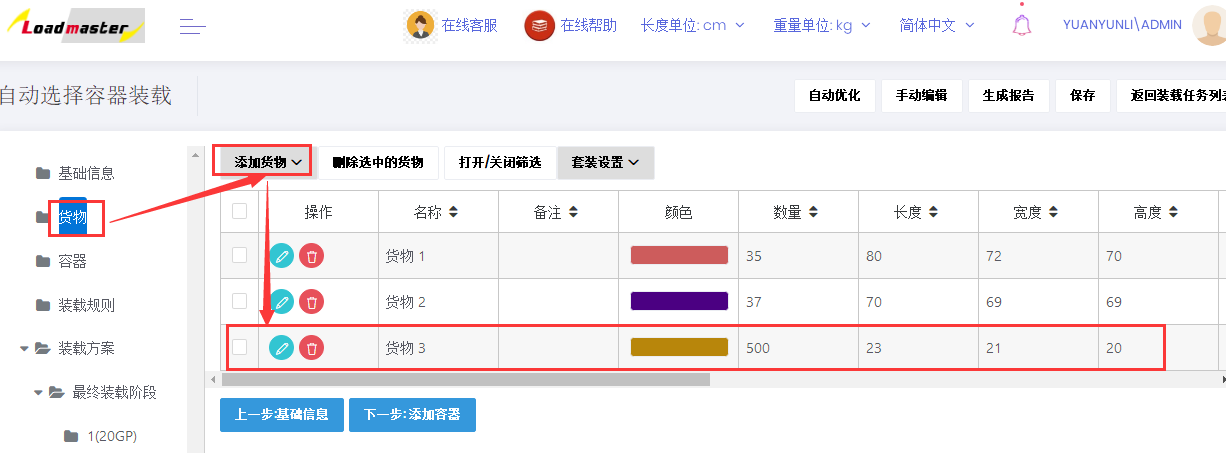 Loadmaster
在线客服
在线帮助
长度单位: cm
重量单位: kg
简体中文
YUANYUNLI\ADMIN
自动选择容器装载
自动优化
手动编辑
生成报告
保存
返回装载任务列表
基础信息
货物
容器
装载规则
装载方案
最终装载阶段
1(20GP)
添加货物
删除选中的货物
打开/关闭筛选
套装设置
操作 名称 备注 颜色 数量 长度 宽度 高度
货物 1 35 80 72 70
货物 2 37 70 69 69
货物 3 500 23 21 20
上一步:基础信息
下一步: 添加容器